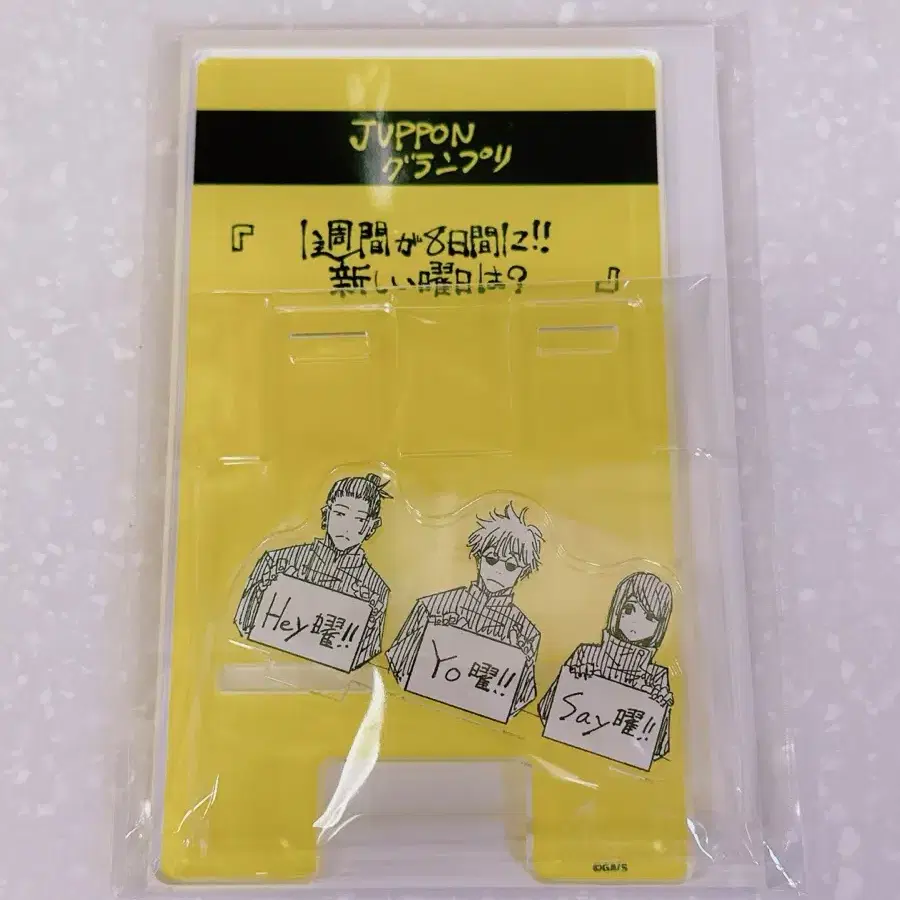 JUPPON
グランプリ
『 1週間が8日間に!!
新しい曜日は? 』
Hey曜!!
Yo曜!!
Say曜!!
©GA/S